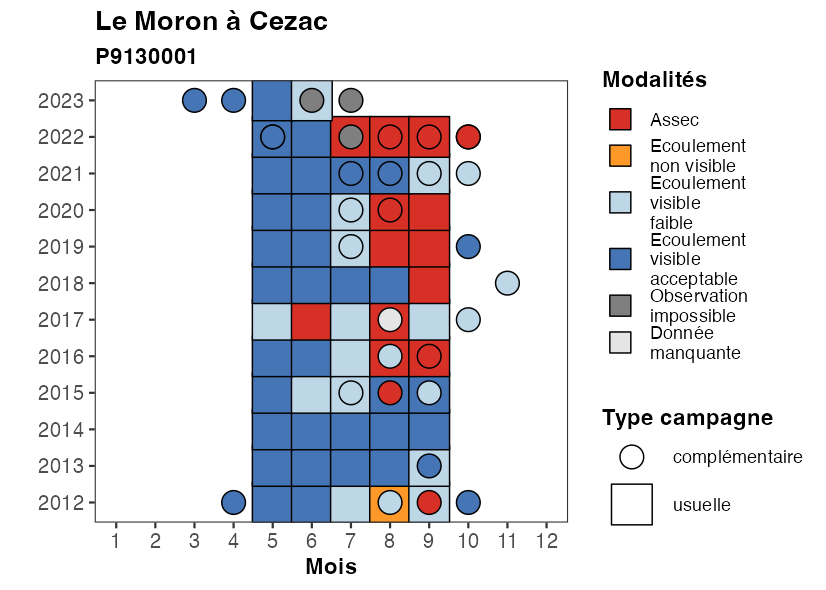 Le Moron à Cezac
P9130001
2023
2022
2021
2020
2019
2018
2017
2016
2015
2014
2013
2012
1 2 3 4 5 6 7 8 9 10 11 12
Mois
Modalités
Assec
Ecoulement
non visible
Ecoulement
visible
faible
Ecoulement
visible
acceptable
Observation
impossible
Donnée
manquante
Type campagne
complémentaire
usuelle